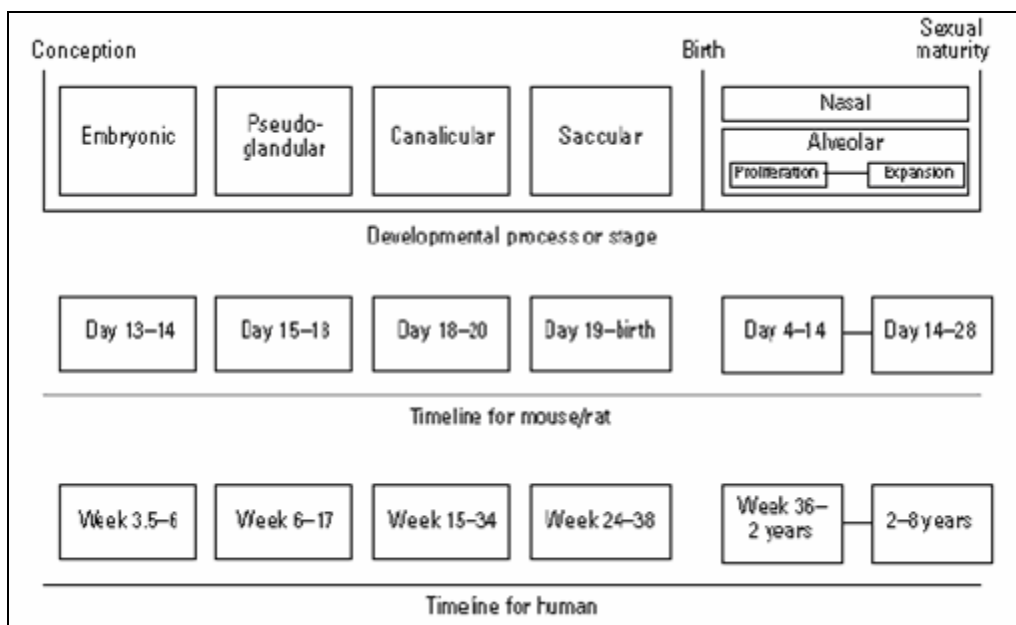 Conception
Birth
Sexual
maturity
Embryonic
Pseudo-
glandular
Canalicular
Saccular
Nasal
Alveolar
Proliferation
Expansion
Developmental process or stage
Day 13–14
Day 15–18
Day 18–20
Day 19–birth
Day 4–14
Day 14–28
Timeline for mouse/rat
Week 3.5–6
Week 6–17
Week 15–34
Week 24–38
Week 36–
2 years
2–8 years
Timeline for human